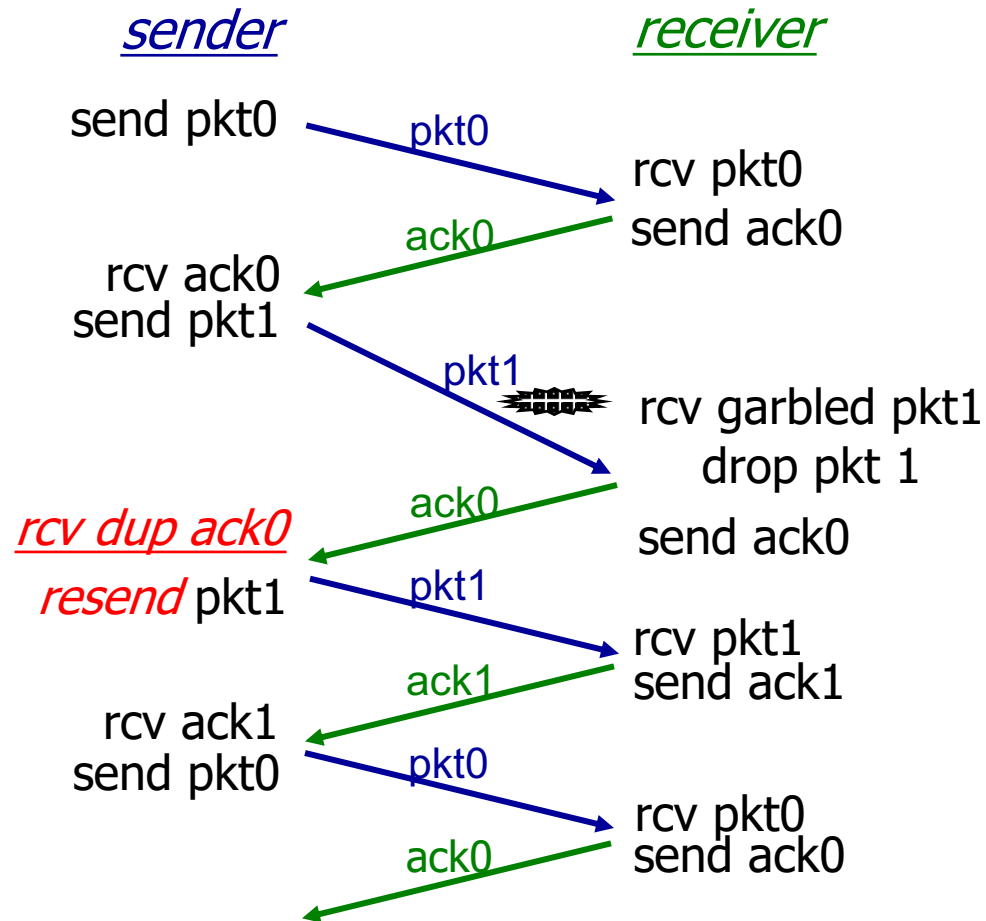 sender
receiver
send pkt0
pkt0
rcv pkt0
send ack0
ack0
rcv ack0
send pkt1
pkt1
rcv garbled pkt1
drop pkt 1
send ack0
ack0
rcv dup ack0
resend pkt1
pkt1
rcv pkt1
send ack1
ack1
rcv ack1
send pkt0
pkt0
rcv pkt0
send ack0
ack0